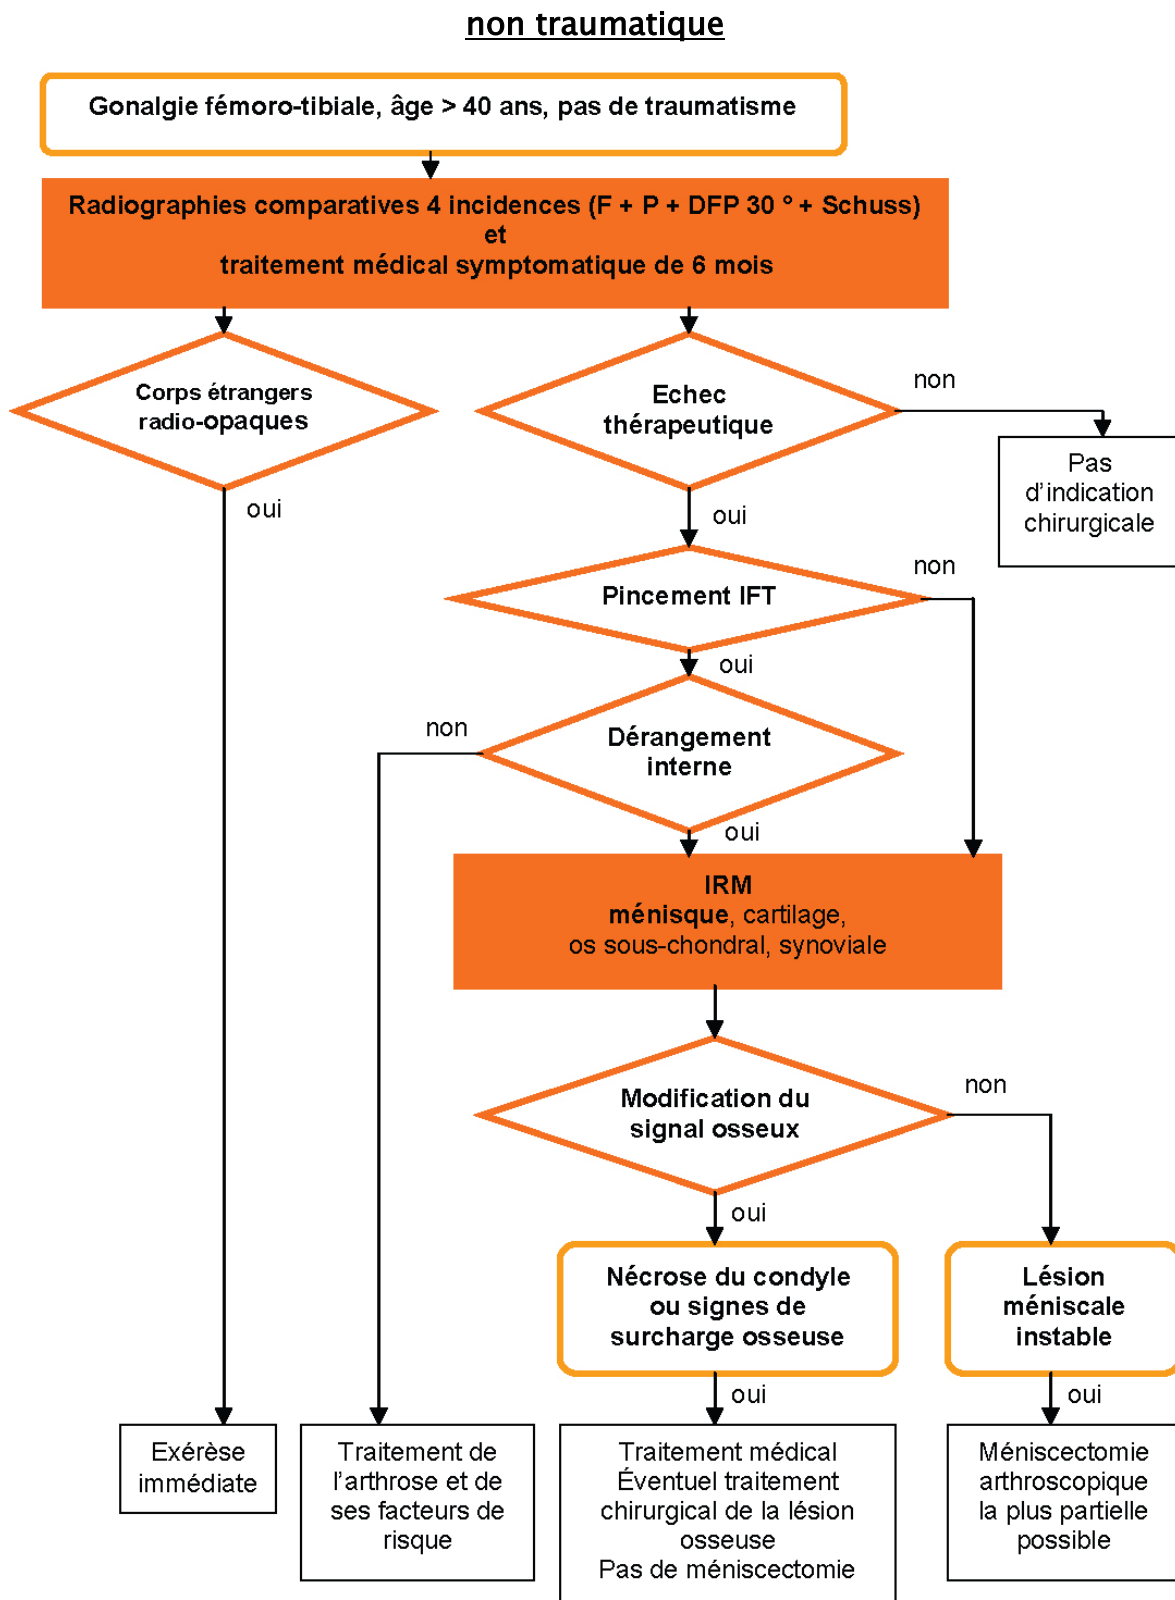 non traumatique
Gonalgie fémoro-tibiale, âge > 40 ans, pas de traumatisme
Radiographies comparatives 4 incidences (F + P + DFP 30 ° + Schuss)
et
traitement médical symptomatique de 6 mois
Corps étrangers
radio-opaques
oui
Echec
thérapeutique
non
Pas
d'indication
chirurgicale
oui
Pincement IFT
non
oui
Dérangement
interne
non
oui
IRM
ménisque, cartilage,
os sous-chondral, synoviale
Modification du
signal osseux
non
oui
Nécrose du condyle
ou signes de
surcharge osseuse
Lésion
méniscale
instable
oui
oui
Exérèse
immédiate
Traitement de
l'arthrose et de
ses facteurs de
risque
Traitement médical
Éventuel traitement
chirurgical de la lésion
osseuse
Pas de méniscectomie
Méniscectomie
arthroscopique
la plus partielle
possible